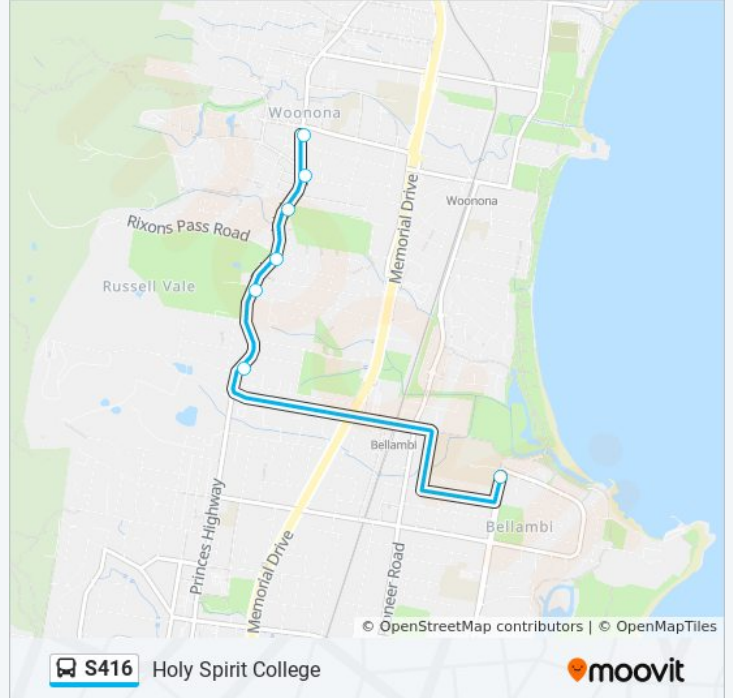 Woonona
Memorial Drive
Woonona
Rixons Pass Road
Russell Vale
Bellambi
Princes Highway
Bellambi
Memorial Drive
oneer Road
© OpenStreetMap contributors | © OpenMapTiles
S416 Holy Spirit College
moovit